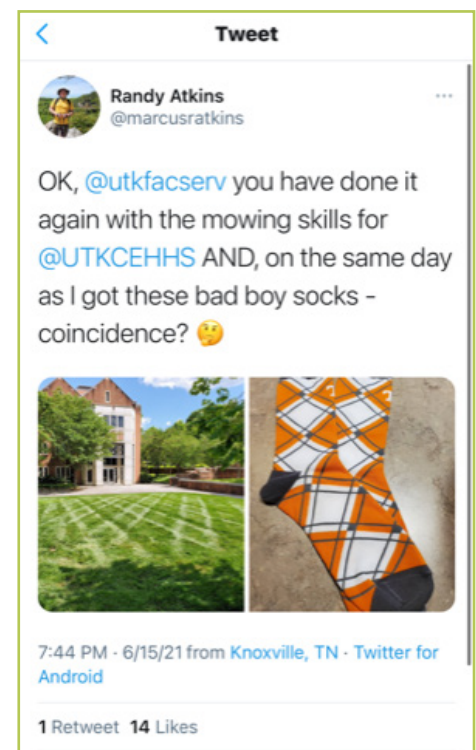 Tweet
Randy Atkins
@marcusratkins
OK, @utkfacserv you have done it
again with the mowing skills for
@UTKCEHHS AND, on the same day
as I got these bad boy socks -
coincidence? 🤔
7:44 PM · 6/15/21 from Knoxville, TN · Twitter for
Android
1 Retweet 14 Likes